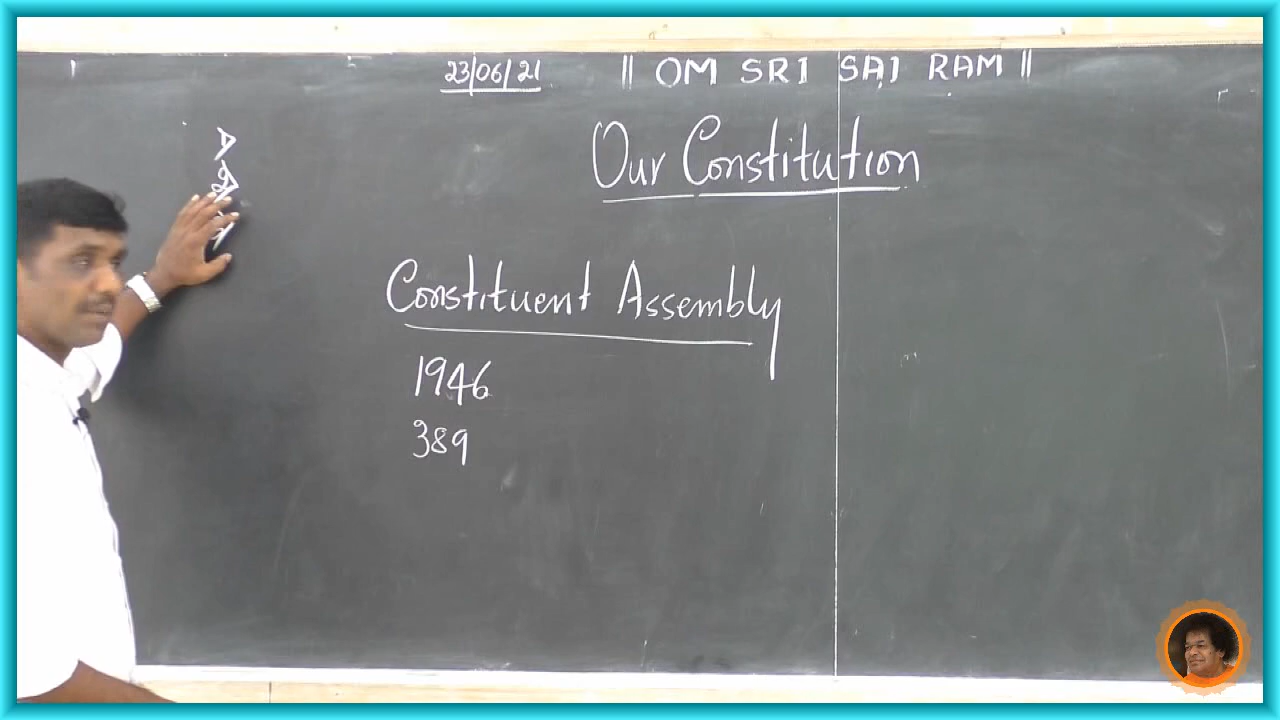 23/06/21
|| OM SRI SAI RAM ||
Our Constitution
Constituent Assembly
1946
389